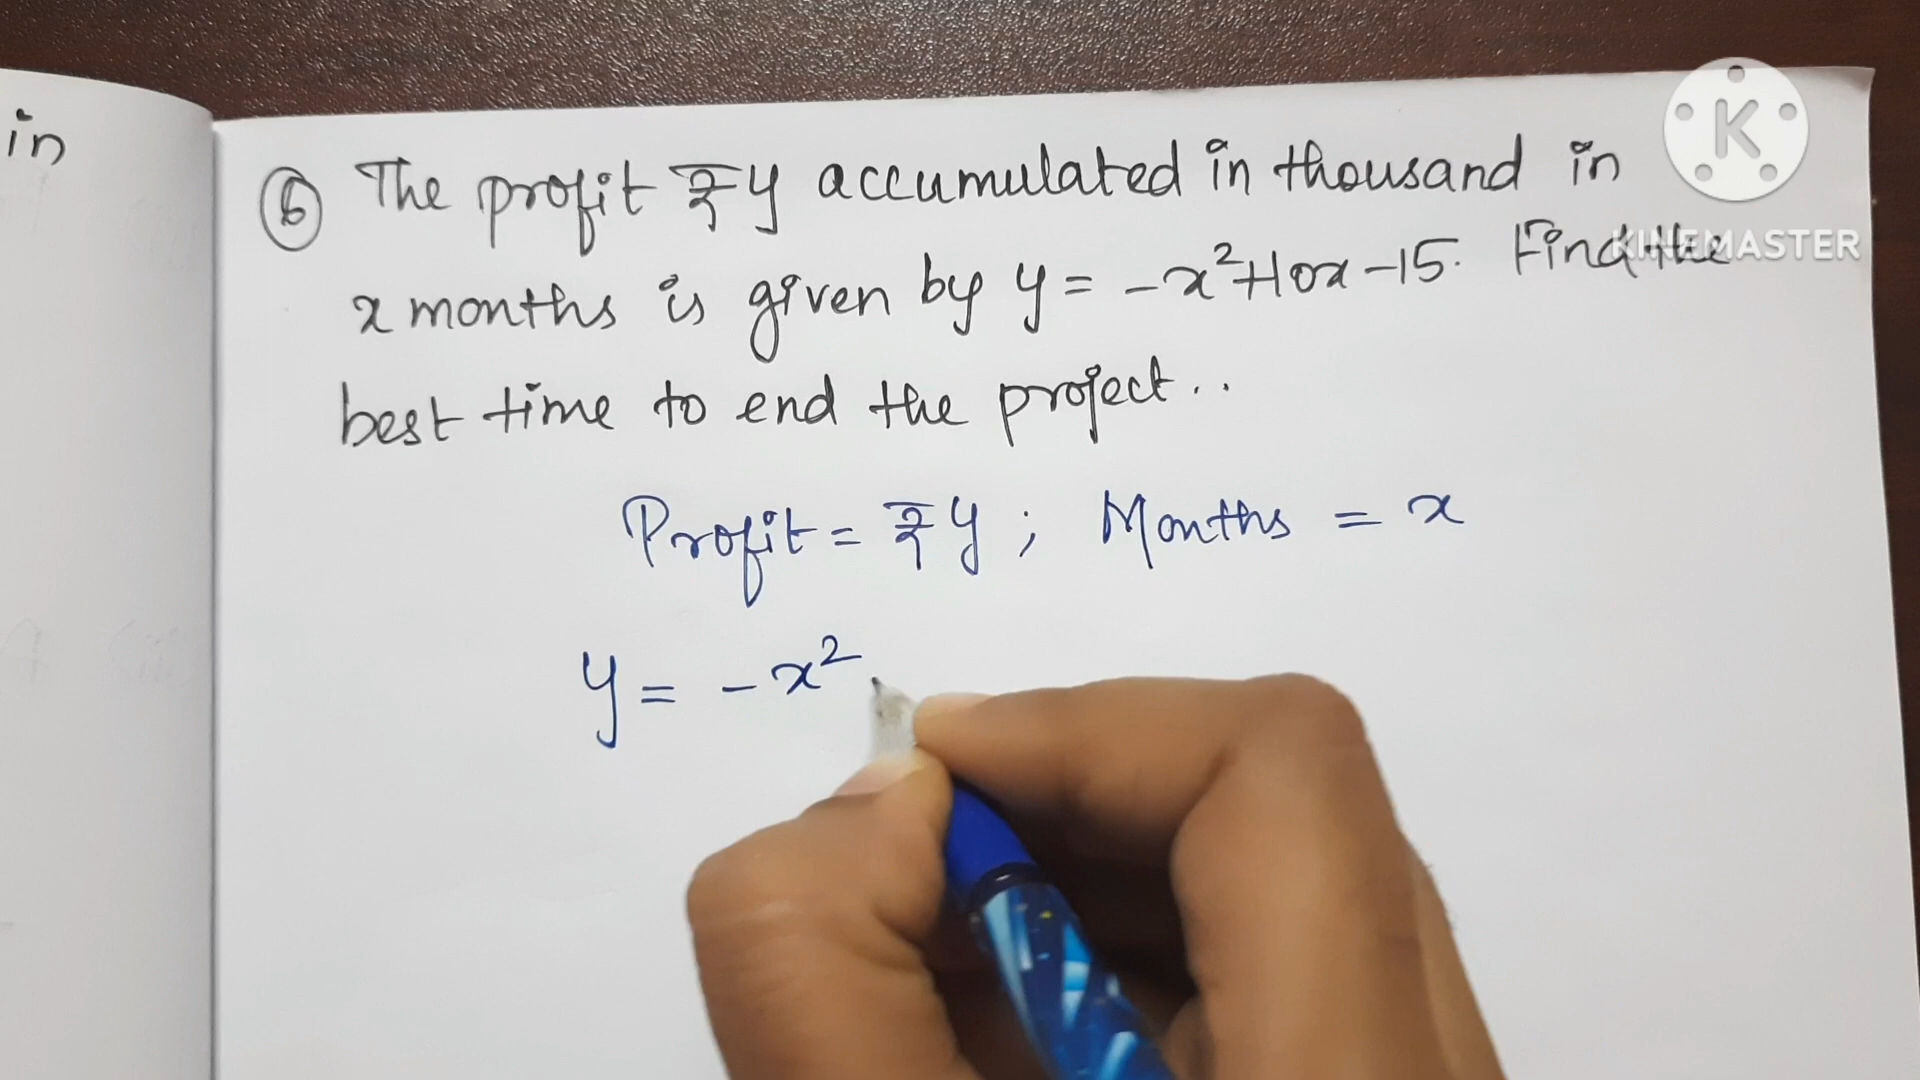 in
⑥ The profit ₹y accumulated in thousand in
x months is given by y = -x²+10x-15. Find the
best time to end the project..
Profit = ₹y ; Months = x
y = -x²
K
KINEMASTER